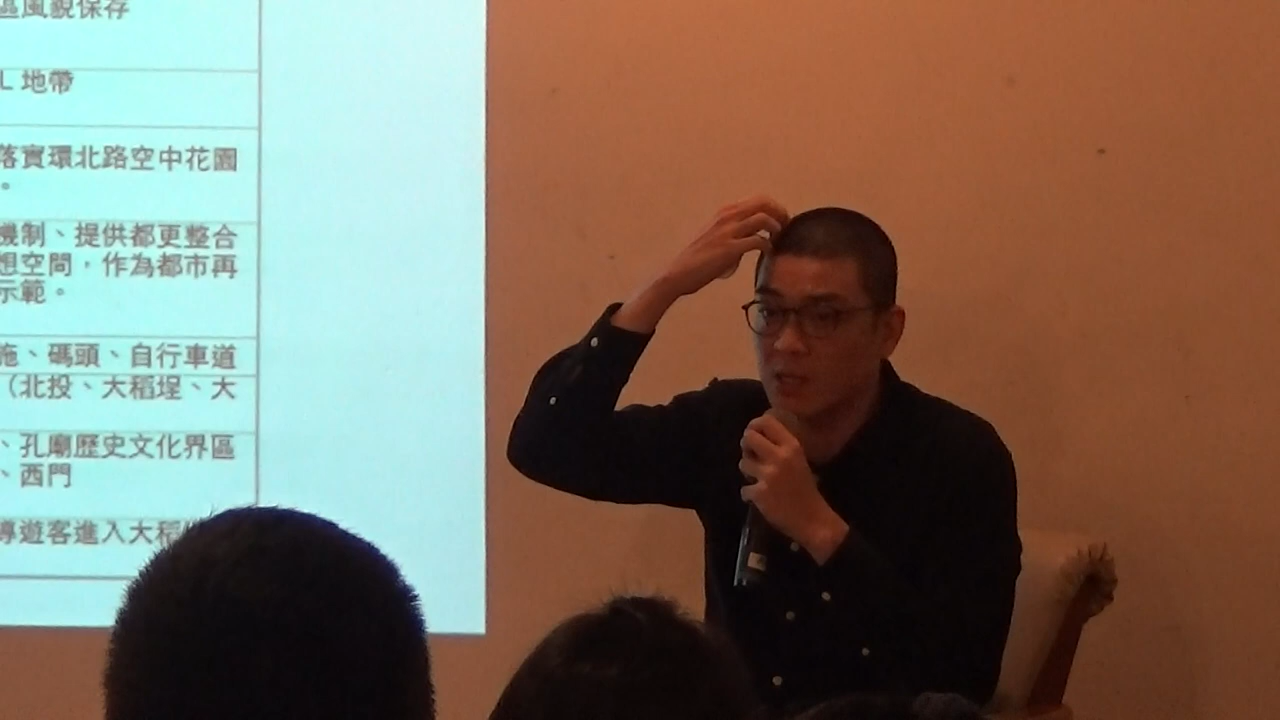 區風貌保存
L 地帶
落實環北路空中花園
。
機制、提供都更整合
想空間，作為都市再
示範。
施、碼頭、自行車道
（北投、大稻埕、大
、孔廟歷史文化界區
、西門
導遊客進入大稻